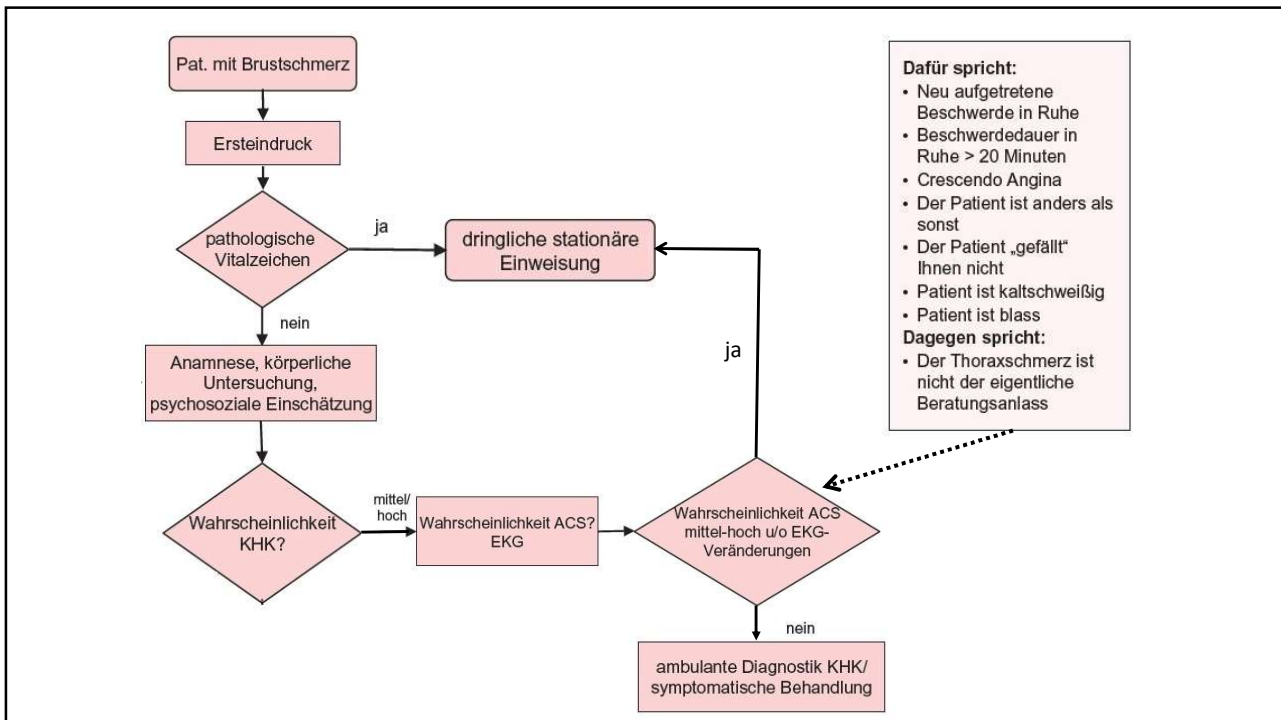 Pat. mit Brustschmerz
Ersteindruck
pathologische
Vitalzeichen
ja
dringliche stationäre
Einweisung
nein
Anamnese, körperliche
Untersuchung,
psychosoziale Einschätzung
Wahrscheinlichkeit
KHK?
mittel/
hoch
Wahrscheinlichkeit ACS?
EKG
Wahrscheinlichkeit ACS
mittel-hoch u/o EKG-
Veränderungen
ja
nein
ambulante Diagnostik KHK/
symptomatische Behandlung
Dafür spricht:
• Neu aufgetretene
Beschwerde in Ruhe
• Beschwerdedauer in
Ruhe > 20 Minuten
• Crescendo Angina
• Der Patient ist anders als
sonst
• Der Patient „gefällt“
Ihnen nicht
• Patient ist kaltschweißig
• Patient ist blass
Dagegen spricht:
• Der Thoraxschmerz ist
nicht der eigentliche
Beratungsanlass